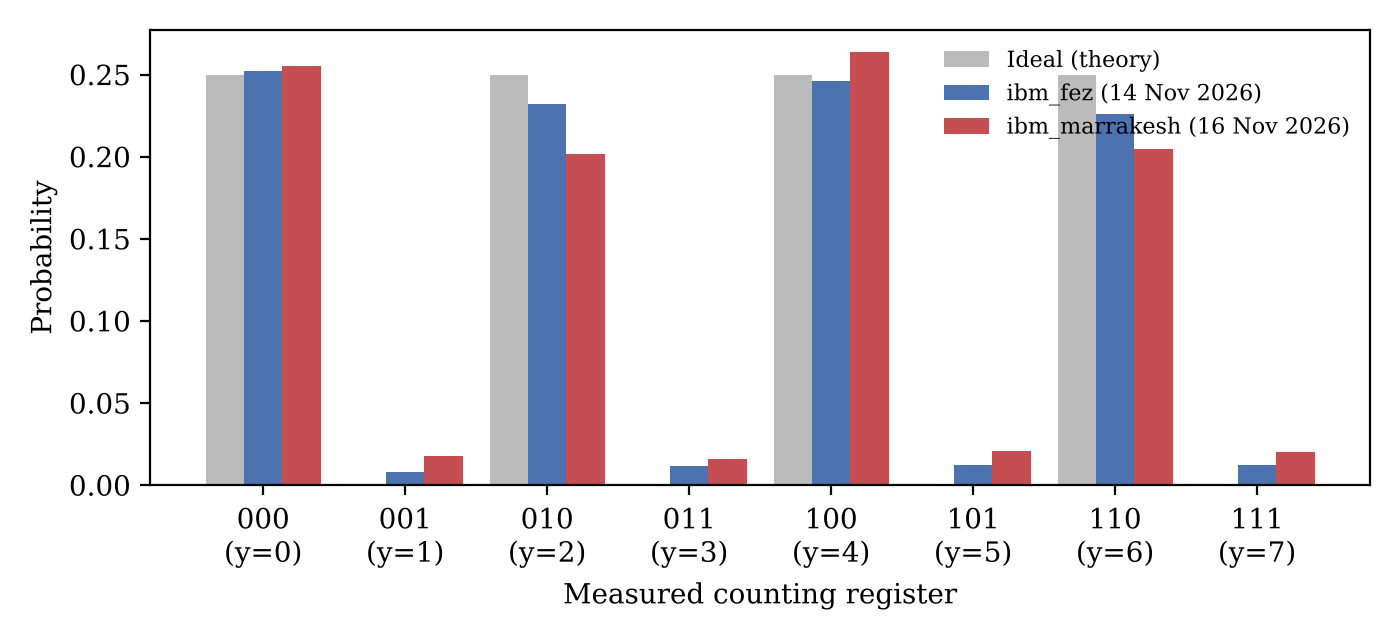 Ideal (theory)
ibm_fez (14 Nov 2026)
ibm_marrakesh (16 Nov 2026)
Probability
0.25
0.20
0.15
0.10
0.05
0.00
000 001 010 011 100 101 110 111
(y=0) (y=1) (y=2) (y=3) (y=4) (y=5) (y=6) (y=7)
Measured counting register